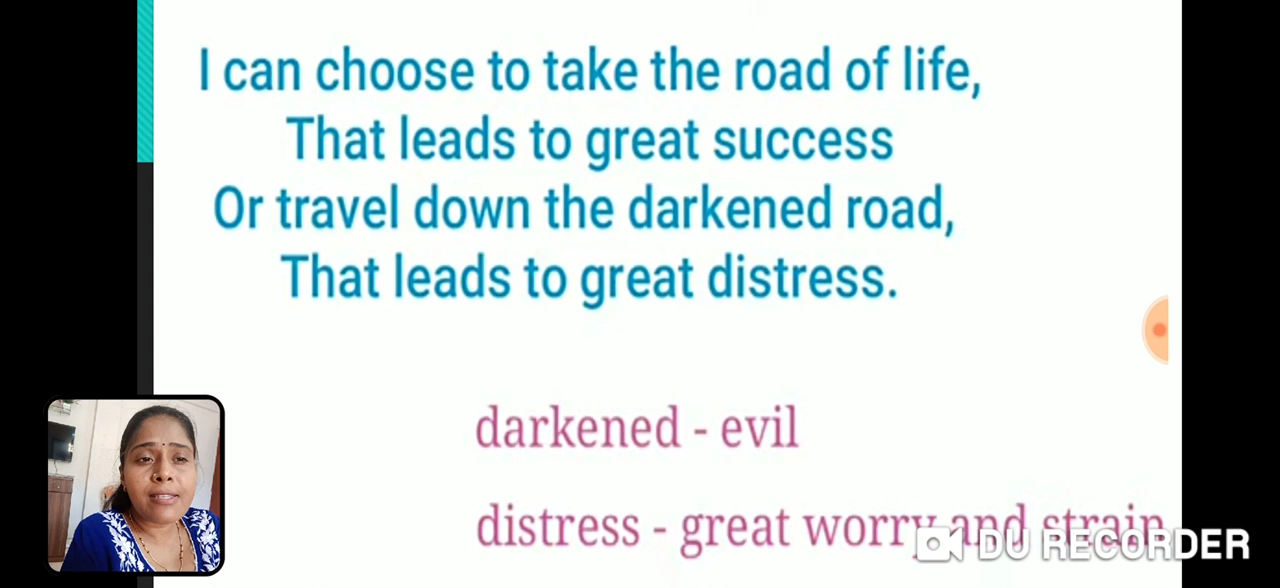 I can choose to take the road of life,
That leads to great success
Or travel down the darkened road,
That leads to great distress.
darkened - evil
distress - great worry and strain
DU RECORDER